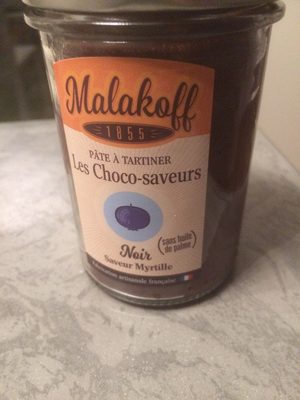 Malakoff
1855
PÂTE À TARTINER
Les Choco-saveurs
Noir
(sans huile de palme)
Saveur Myrtille
Fabrication artisanale française